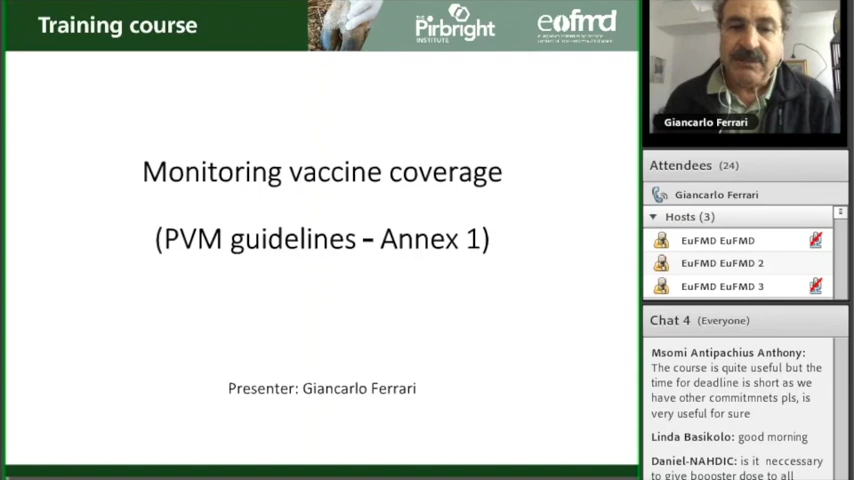 Training course
THE
Pirbright
INSTITUTE
eofmd
Monitoring vaccine coverage
(PVM guidelines - Annex 1)
Presenter: Giancarlo Ferrari
Giancarlo Ferrari
Attendees (24)
Giancarlo Ferrari
Hosts (3)
EuFMD EuFMD
EuFMD EuFMD 2
EuFMD EuFMD 3
Chat 4 (Everyone)
Msomi Antipachius Anthony:
The course is quite useful but the
time for deadline is short as we
have other commitmnets pls, is
very useful for sure
Linda Basikolo: good morning
Daniel-NAHDIC: is it neccessary
to give boooster dose to all